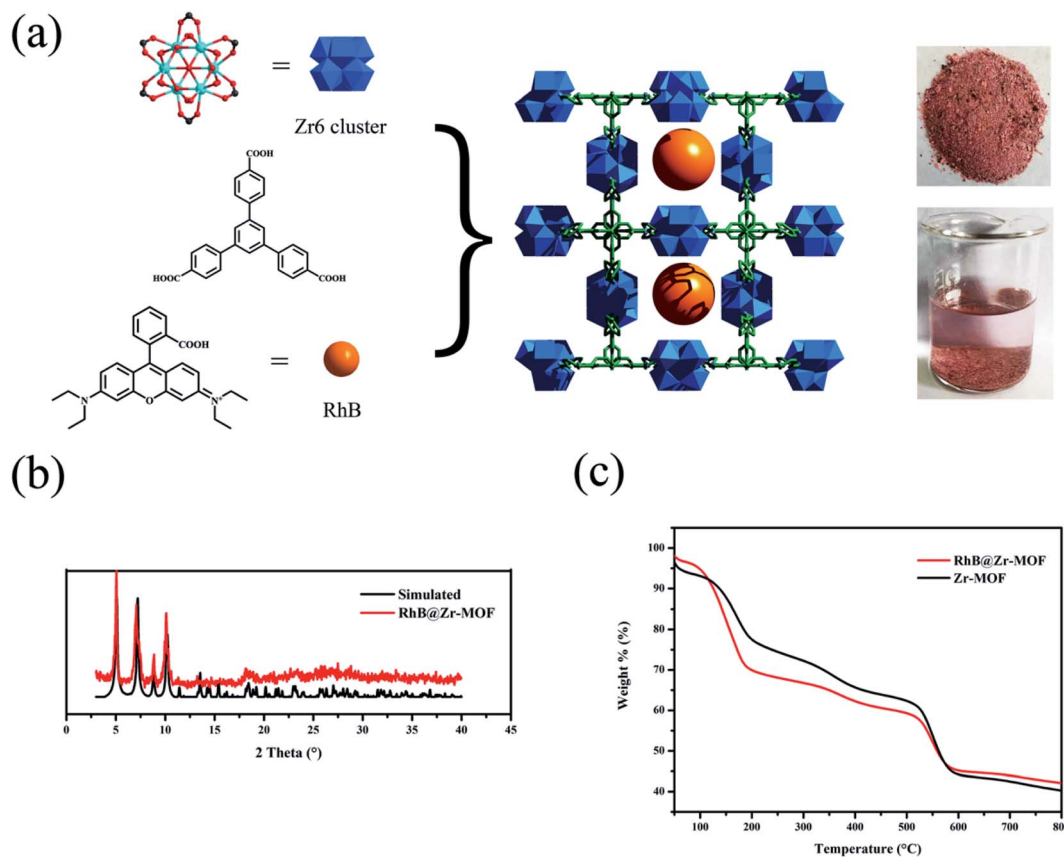 (a)
=
Zr6 cluster
COOH
HOOC
COOH
COOH
N
O
N+
=
RhB
(b)
Simulated
RhB@Zr-MOF
0
5
10
15
20
25
30
35
40
45
2 Theta (°)
(c)
RhB@Zr-MOF
Zr-MOF
100
90
80
70
60
50
40
Weight % (%)
100
200
300
400
500
600
700
80
Temperature (°C)